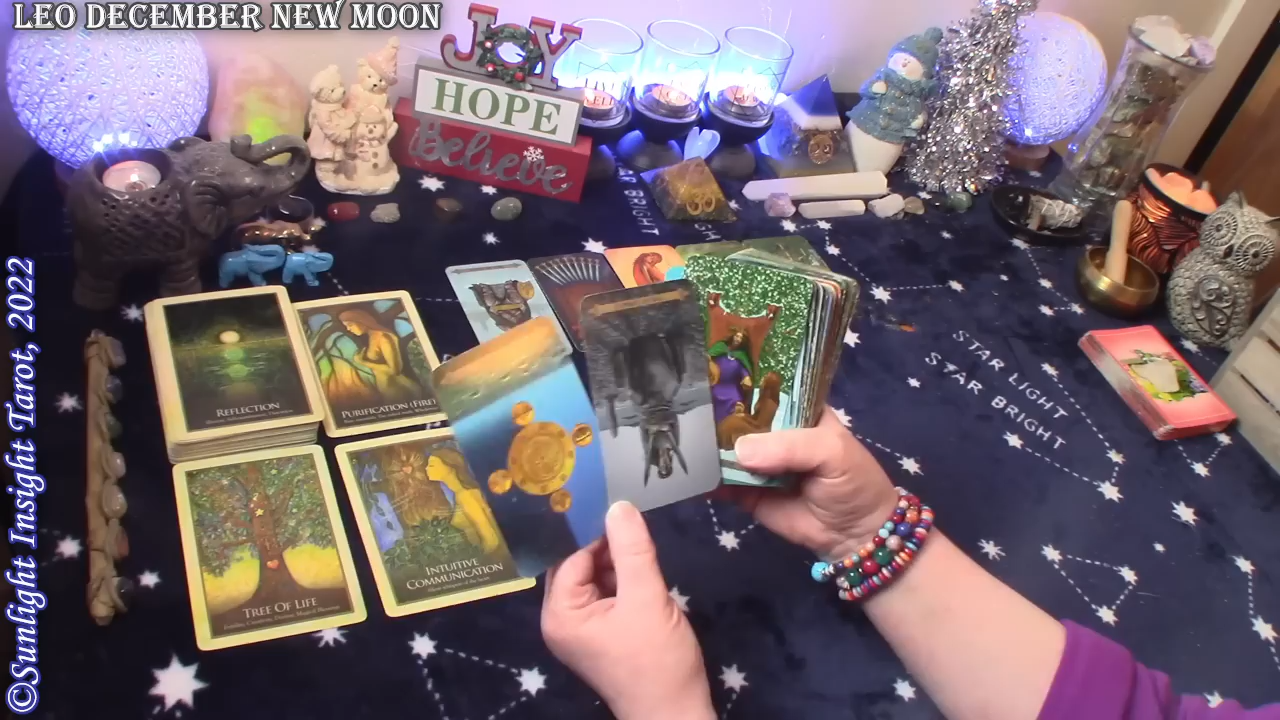 LEO DECEMBER NEW MOON
©Sunlight Insight Tarot, 2022
JOY
HOPE
Believe
STAR LIGHT
STAR BRIGHT
REFLECTION
PURIFICATION (FIRE)
TREE OF LIFE
INTUITIVE
COMMUNICATION